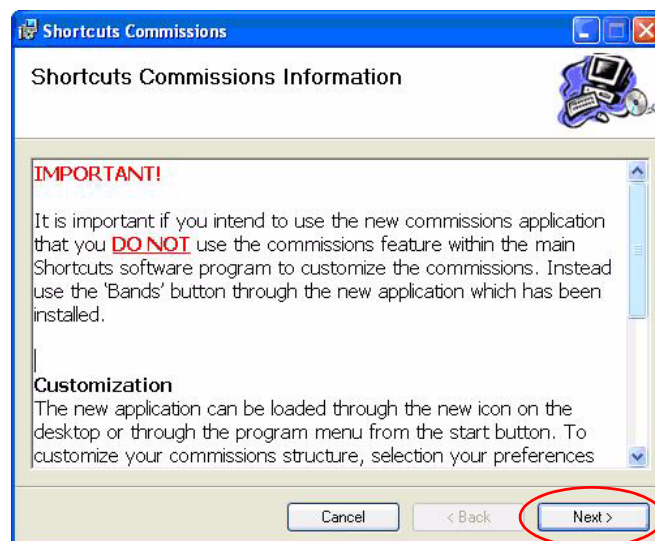 Shortcuts Commissions
Shortcuts Commissions Information
IMPORTANT!
It is important if you intend to use the new commissions application
that you DO NOT use the commissions feature within the main
Shortcuts software program to customize the commissions. Instead
use the 'Bands' button through the new application which has been
installed.
Customization
The new application can be loaded through the new icon on the
desktop or through the program menu from the start button. To
customize your commissions structure, selection your preferences
Cancel
< Back
Next >